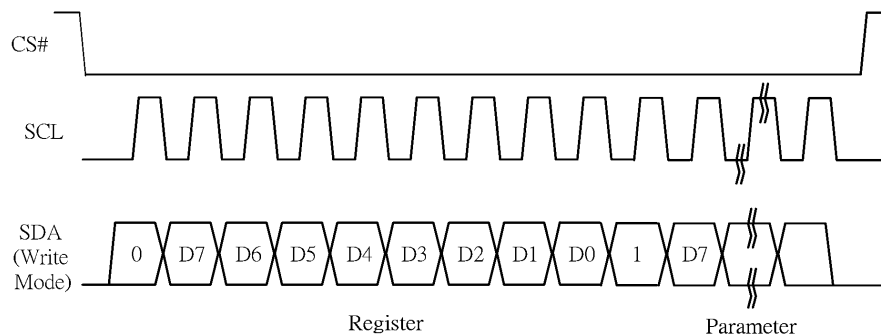 CS#
SCL
SDA
(Write
Mode)
0 D7 D6 D5 D4 D3 D2 D1 D0 1 D7
Register Parameter